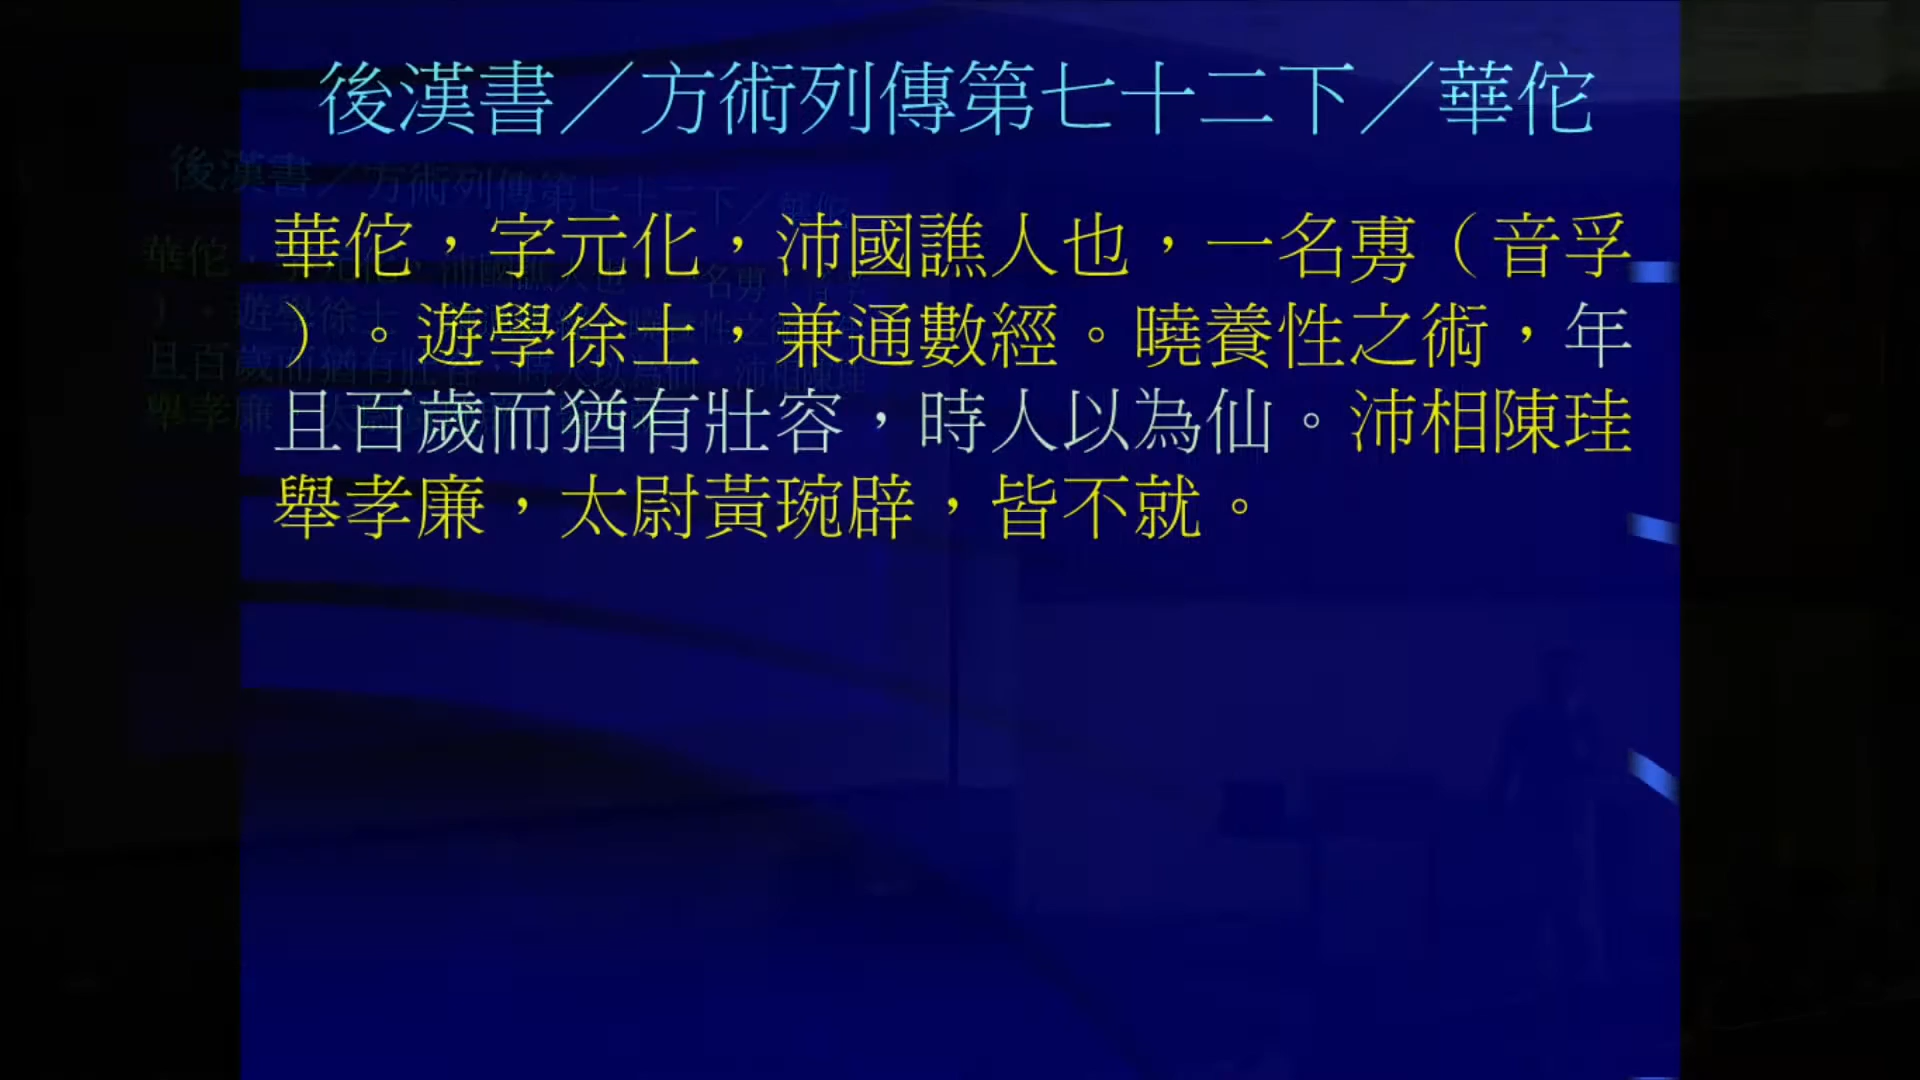 後漢書／方術列傳第七十二下／華佗
華佗，字元化，沛國譙人也，一名旉（音孚
）。遊學徐土，兼通數經。曉養性之術，年
且百歲而猶有壯容，時人以為仙。沛相陳珪
舉孝廉，太尉黃琬辟，皆不就。